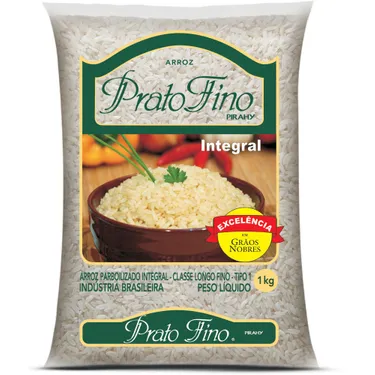 ARROZ
Prato Fino
PIRAHY
Integral
EXCELÊNCIA
em
GRÃOS
NOBRES
ARROZ PARBOILIZADO INTEGRAL - CLASSE LONGO FINO - TIPO 1
INDÚSTRIA BRASILEIRA PESO LÍQUIDO 1kg
Prato Fino ® PIRAHY